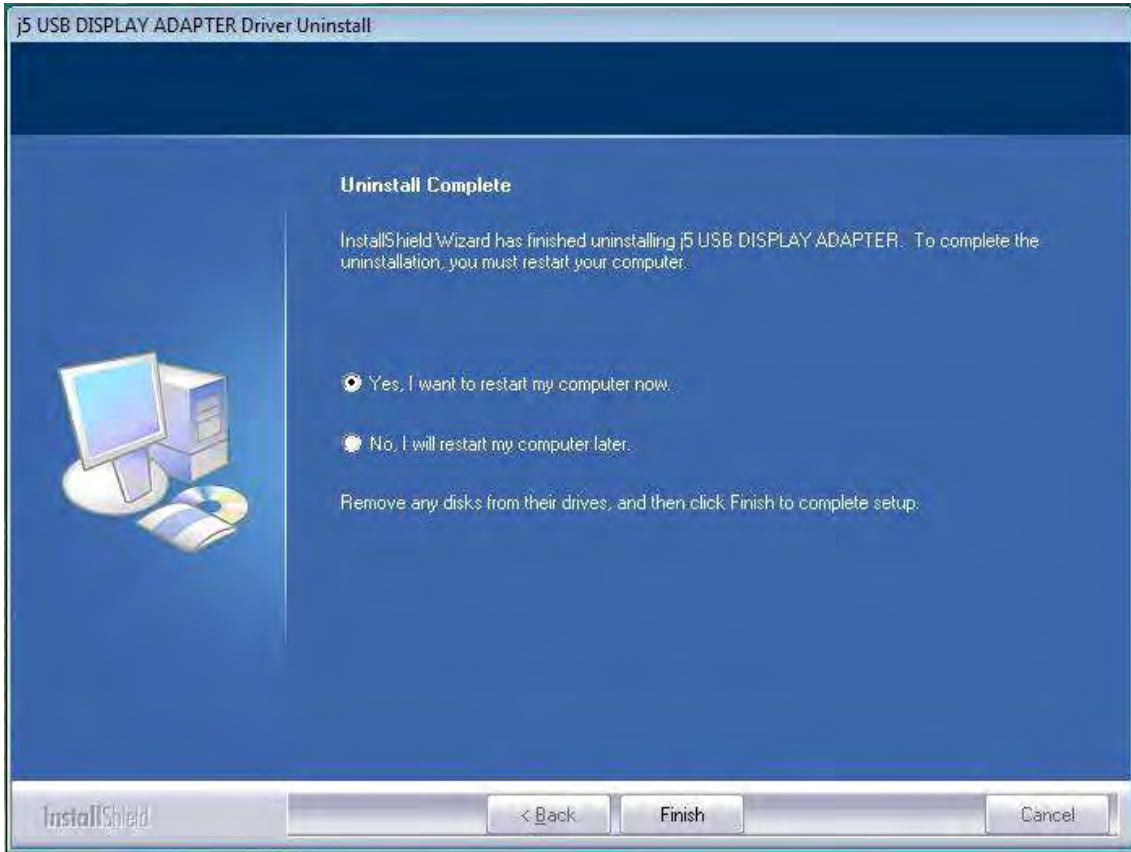 j5 USB DISPLAY ADAPTER Driver Uninstall
Uninstall Complete
InstallShield Wizard has finished uninstalling j5 USB DISPLAY ADAPTER.  To complete the
uninstallation, you must restart your computer.
Yes, I want to restart my computer now.
No, I will restart my computer later.
Remove any disks from their drives, and then click Finish to complete setup.
InstallShield
< Back
Finish
Cancel